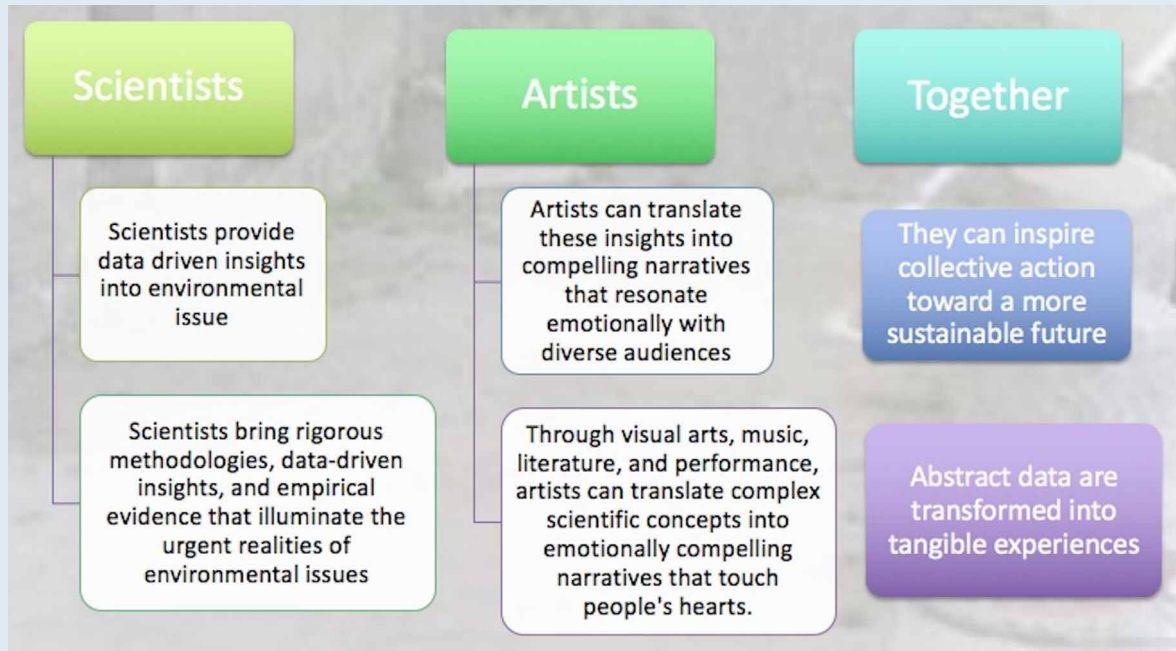 Scientists
Scientists provide
data driven insights
into environmental
issue
Scientists bring rigorous
methodologies, data-driven
insights, and empirical
evidence that illuminate the
urgent realities of
environmental issues
Artists
Artists can translate
these insights into
compelling narratives
that resonate
emotionally with
diverse audiences
Through visual arts, music,
literature, and performance,
artists can translate complex
scientific concepts into
emotionally compelling
narratives that touch
people's hearts.
Together
They can inspire
collective action
toward a more
sustainable future
Abstract data are
transformed into
tangible experiences